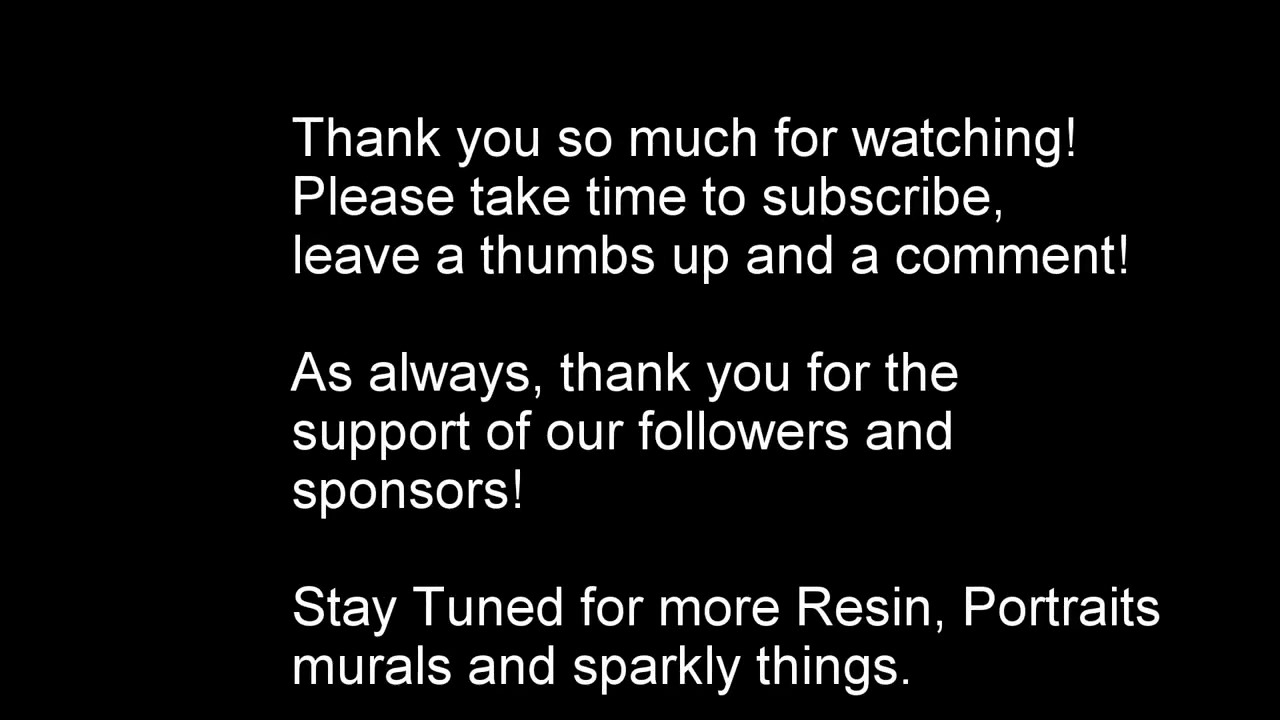 Thank you so much for watching!
Please take time to subscribe,
leave a thumbs up and a comment!
As always, thank you for the
support of our followers and
sponsors!
Stay Tuned for more Resin, Portraits
murals and sparkly things.